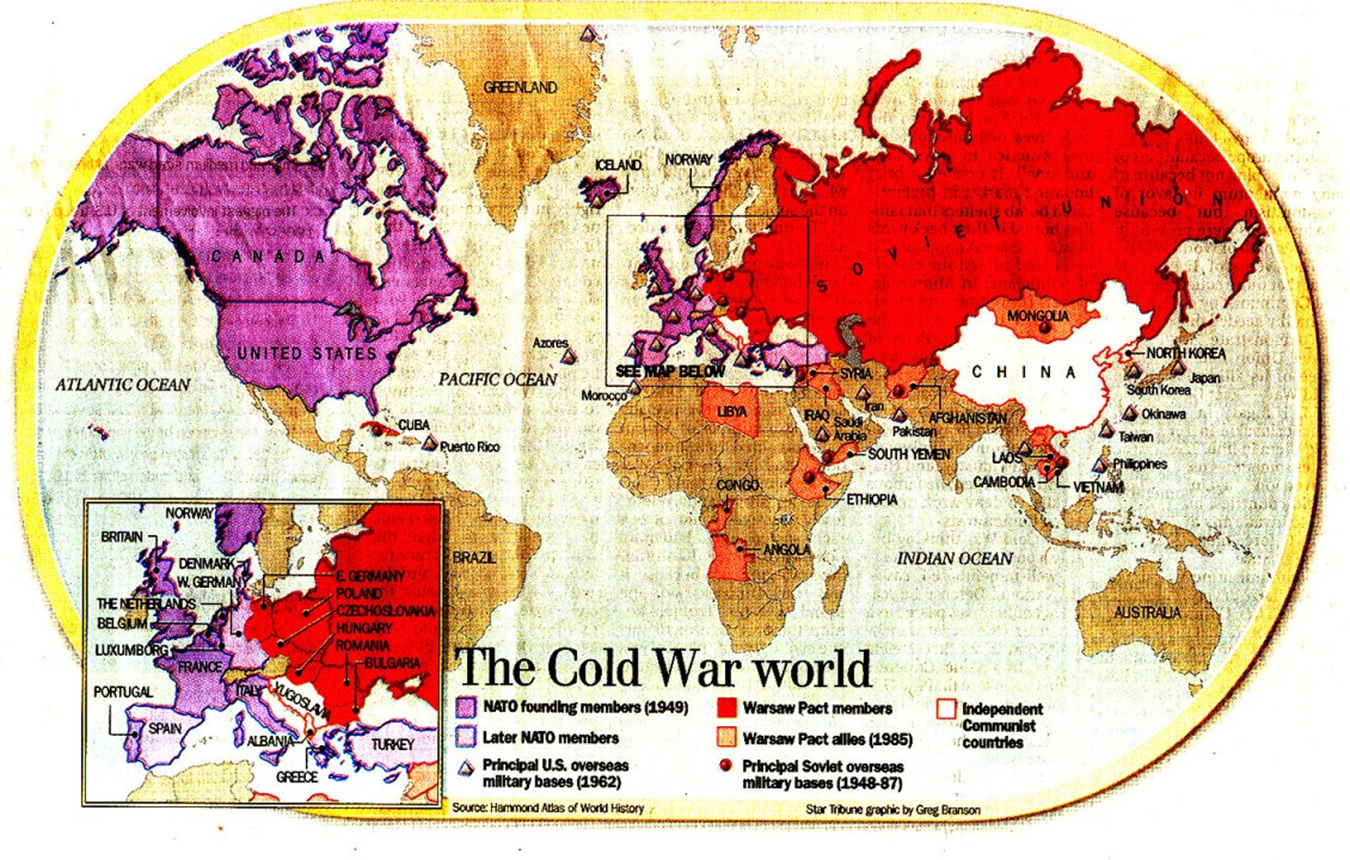 GREENLAND
ICELAND
NORWAY
CANADA
SOVIET UNION
UNITED STATES
MONGOLIA
NORTH KOREA
CHINA
Japan
South Korea
Azores
SEE MAP BELOW
SYRIA
ATLANTIC OCEAN
PACIFIC OCEAN
Morocco
LIBYA
IRAQ
Iran
AFGHANISTAN
Okinawa
CUBA
Saudi
Arabia
Pakistan
Taiwan
Puerto Rico
SOUTH YEMEN
LAOS
Philippines
CONGO
CAMBODIA
VIETNAM
ETHIOPIA
BRAZIL
ANGOLA
INDIAN OCEAN
AUSTRALIA
NORWAY
BRITAIN
DENMARK
W. GERMANY
E. GERMANY
POLAND
THE NETHERLANDS
CZECHOSLOVAKIA
BELGIUM
HUNGARY
LUXUMBORG
ROMANIA
FRANCE
BULGARIA
PORTUGAL
ITALY
YUGOSLAVIA
SPAIN
ALBANIA
TURKEY
GREECE
The Cold War world
NATO founding members (1949)
Later NATO members
Principal U.S. overseas
military bases (1962)
Warsaw Pact members
Warsaw Pact allies (1985)
Principal Soviet overseas
military bases (1948-87)
Independent
Communist
countries
Source: Hammond Atlas of World History
Star Tribune graphic by Greg Branson